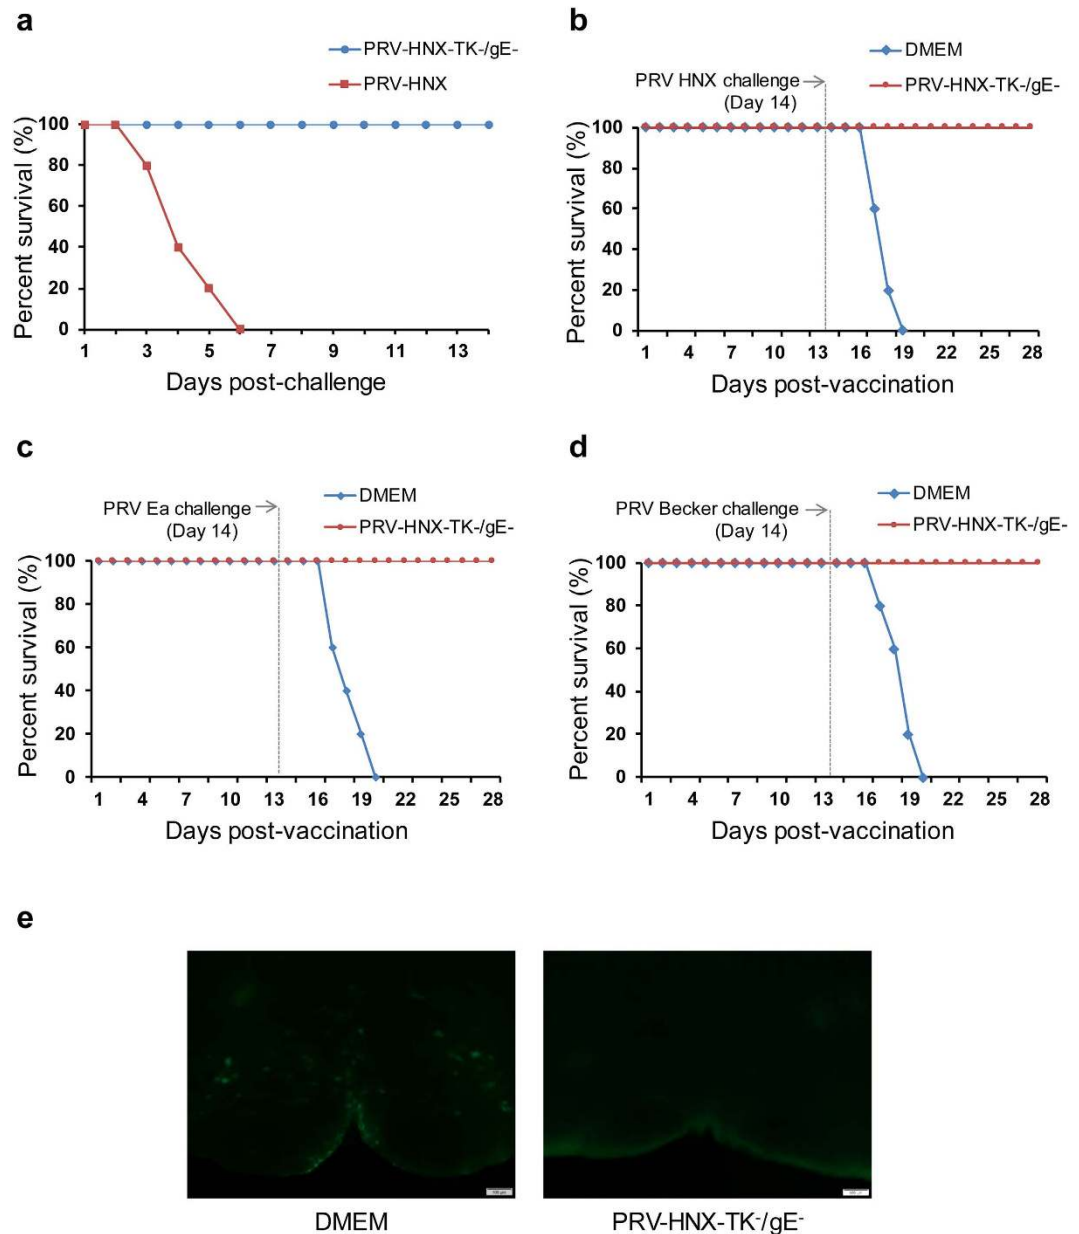 a
PRV-HNX-TK-/gE-
PRV-HNX
100
80
60
40
20
0
Percent survival (%)
1 3 5 7 9 11 13
Days post-challenge
b
DMEM
PRV-HNX-TK-/gE-
PRV HNX challenge
(Day 14)
100
80
60
40
20
0
Percent survival (%)
1 4 7 10 13 16 19 22 25 28
Days post-vaccination
c
DMEM
PRV-HNX-TK-/gE-
PRV Ea challenge
(Day 14)
100
80
60
40
20
0
Percent survival (%)
1 4 7 10 13 16 19 22 25 28
Days post-vaccination
d
DMEM
PRV-HNX-TK-/gE-
PRV Becker challenge
(Day 14)
100
80
60
40
20
0
Percent survival (%)
1 4 7 10 13 16 19 22 25 28
Days post-vaccination
e
DMEM
PRV-HNX-TK⁻/gE⁻